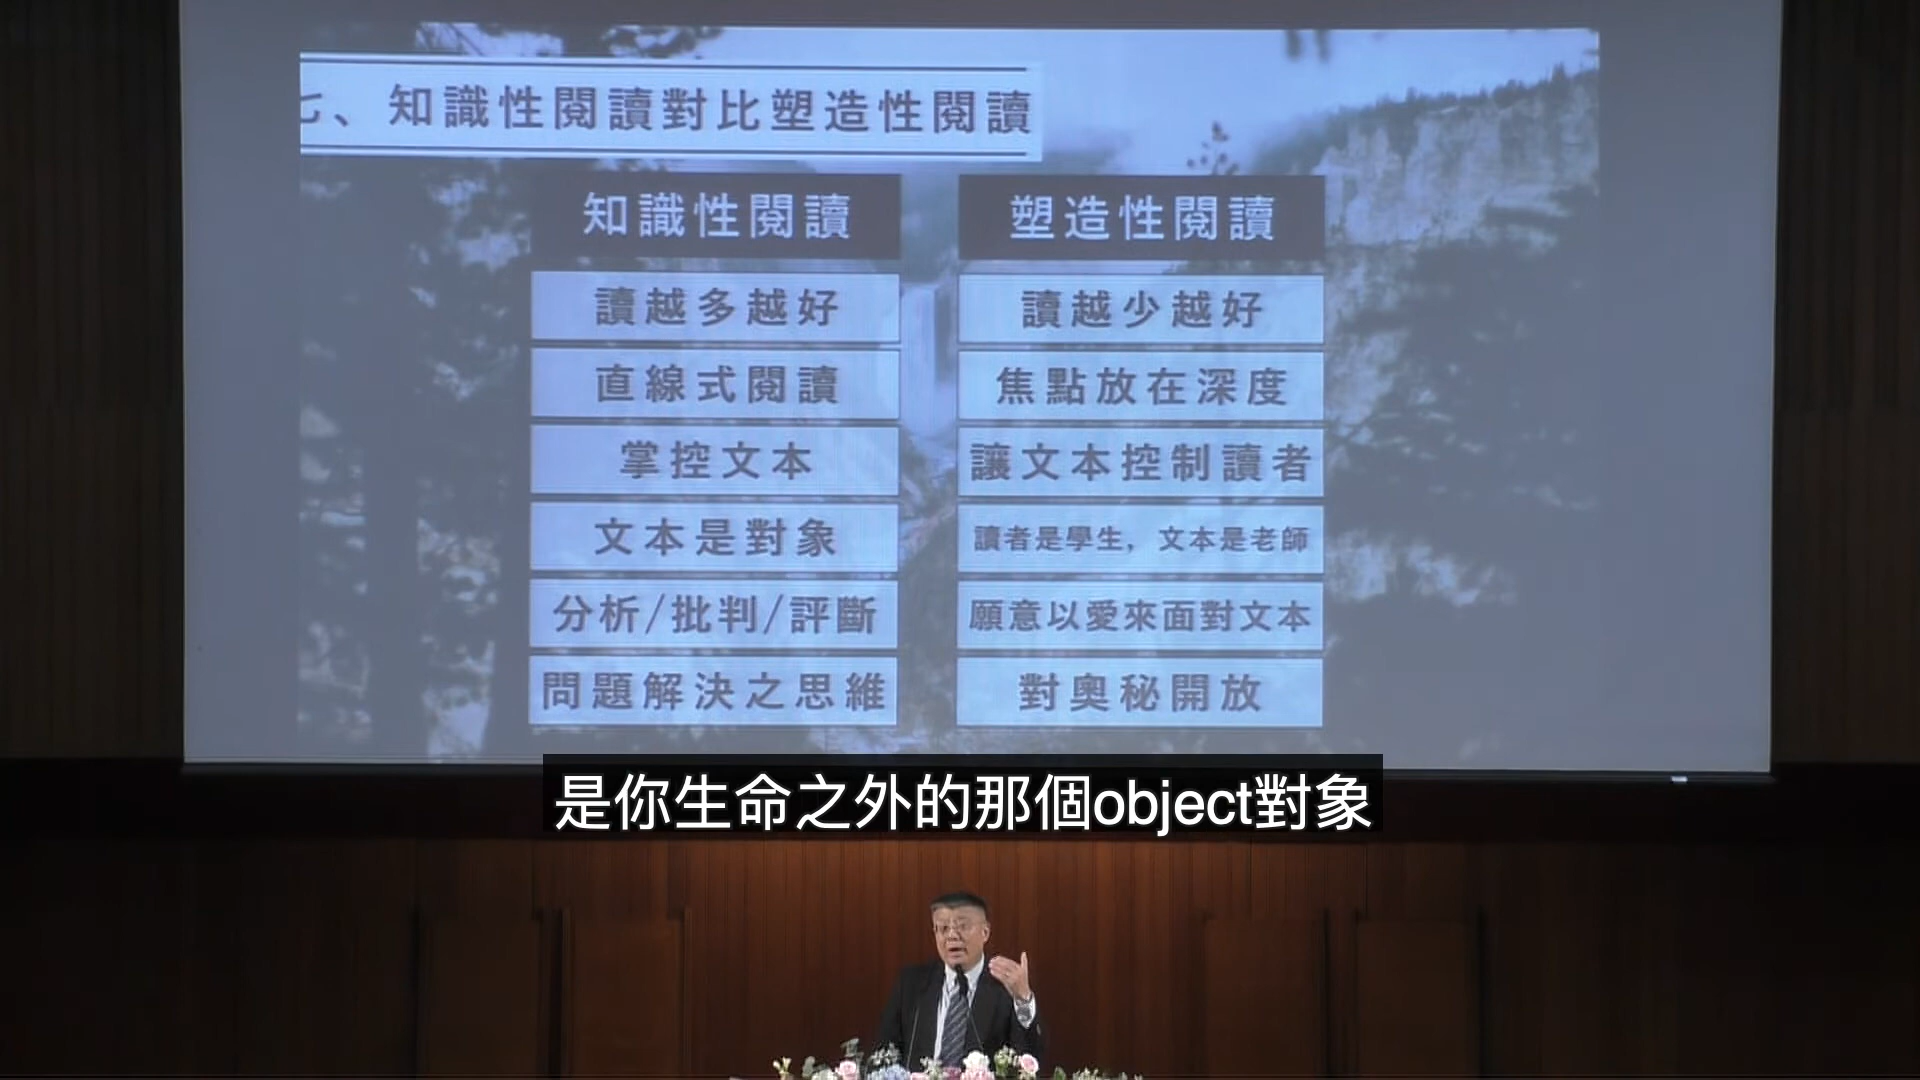 七、知識性閱讀對比塑造性閱讀
知識性閱讀
塑造性閱讀
讀越多越好
讀越少越好
直線式閱讀
焦點放在深度
掌控文本
讓文本控制讀者
文本是對象
讀者是學生，文本是老師
分析/批判/評斷
願意以愛來面對文本
問題解決之思維
對奧秘開放
是你生命之外的那個object對象